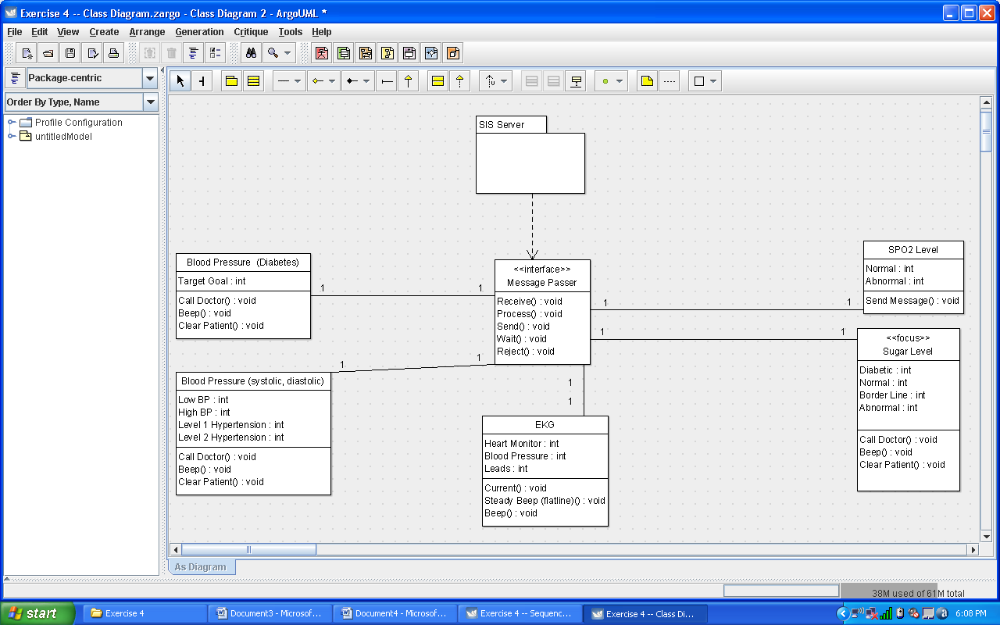 Exercise 4 -- Class Diagram.zargo - Class Diagram 2 - ArgoUML *
File Edit View Create Arrange Generation Critique Tools Help
Package-centric
Order By Type, Name
Profile Configuration
untitledModel
SIS Server
Blood Pressure (Diabetes)
Target Goal : int
Call Doctor() : void
Beep() : void
Clear Patient() : void
1 1
<<interface>>
Message Passer
Receive() : void
Process() : void
Send() : void
Wait() : void
Reject() : void
1 1
SPO2 Level
Normal : int
Abnormal : int
Send Message() : void
1 1
<<focus>>
Sugar Level
Diabetic : int
Normal : int
Border Line : int
Abnormal : int
Call Doctor() : void
Beep() : void
Clear Patient() : void
1 1
Blood Pressure (systolic, diastolic)
Low BP : int
High BP : int
Level 1 Hypertension : int
Level 2 Hypertension : int
Call Doctor() : void
Beep() : void
Clear Patient() : void
1
1
EKG
Heart Monitor : int
Blood Pressure : int
Leads : int
Current() : void
Steady Beep (flatline)() : void
Beep() : void
As Diagram
38M used of 61M total
start
Exercise 4
Document3 - Microsof...
Document4 - Microsof...
Exercise 4 -- Sequenc...
Exercise 4 -- Class Di...
6:08 PM